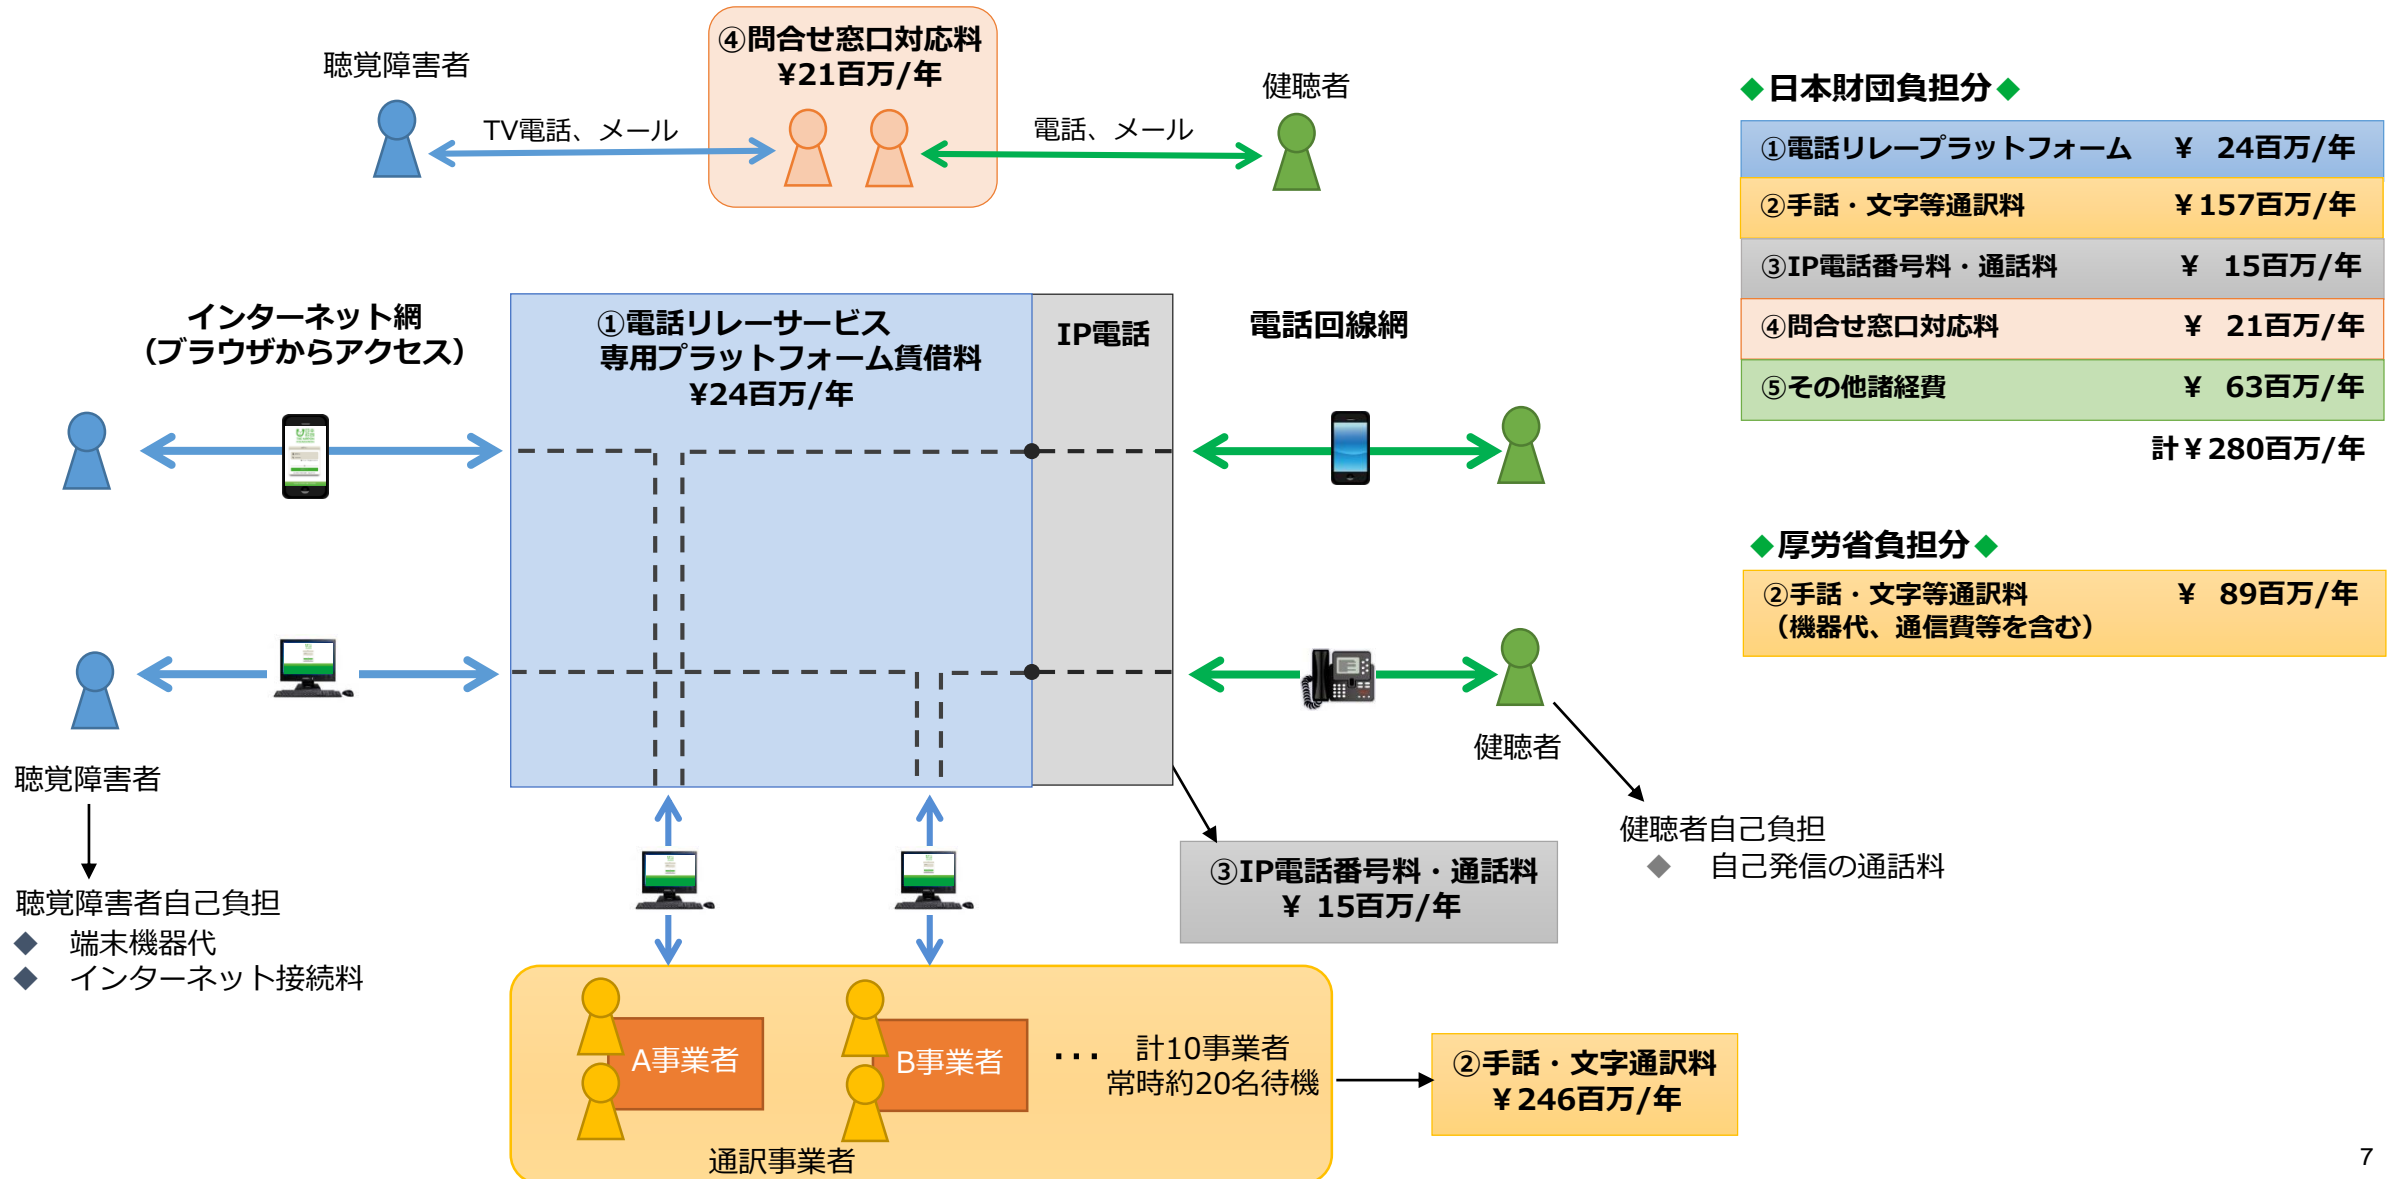 聴覚障害者
④問合せ窓口対応料
¥21百万/年
健聴者
TV電話、メール
電話、メール
◆日本財団負担分◆
①電話リレープラットフォーム ¥ 24百万/年
②手話・文字等通訳料 ¥157百万/年
③IP電話番号料・通話料 ¥ 15百万/年
④問合せ窓口対応料 ¥ 21百万/年
⑤その他諸経費 ¥ 63百万/年
計¥280百万/年
◆厚労省負担分◆
②手話・文字等通訳料 ¥ 89百万/年
（機器代、通信費等を含む）
インターネット網
（ブラウザからアクセス）
①電話リレーサービス
専用プラットフォーム賃借料
¥24百万/年
IP電話
電話回線網
聴覚障害者
聴覚障害者自己負担
◆ 端末機器代
◆ インターネット接続料
健聴者
健聴者自己負担
◆ 自己発信の通話料
③IP電話番号料・通話料
¥ 15百万/年
A事業者
B事業者
… 計10事業者
常時約20名待機
通訳事業者
②手話・文字通訳料
¥246百万/年
7